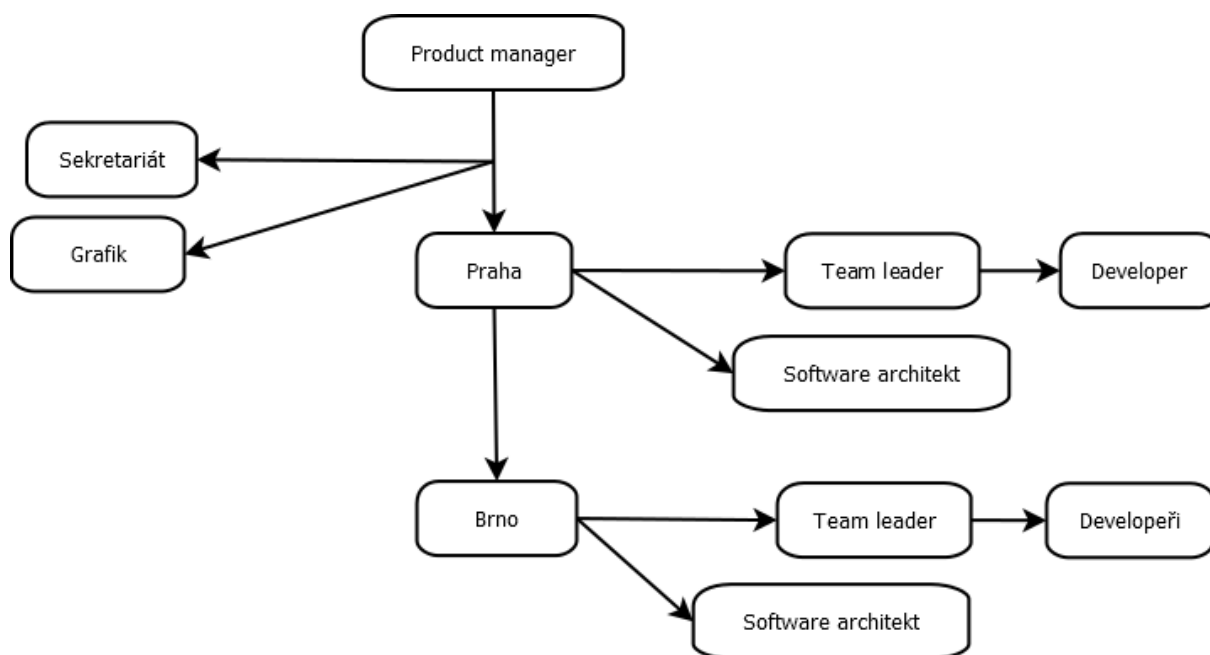 Product manager
Sekretariát
Grafik
Praha
Team leader
Developer
Software architekt
Brno
Team leader
Developeři
Software architekt